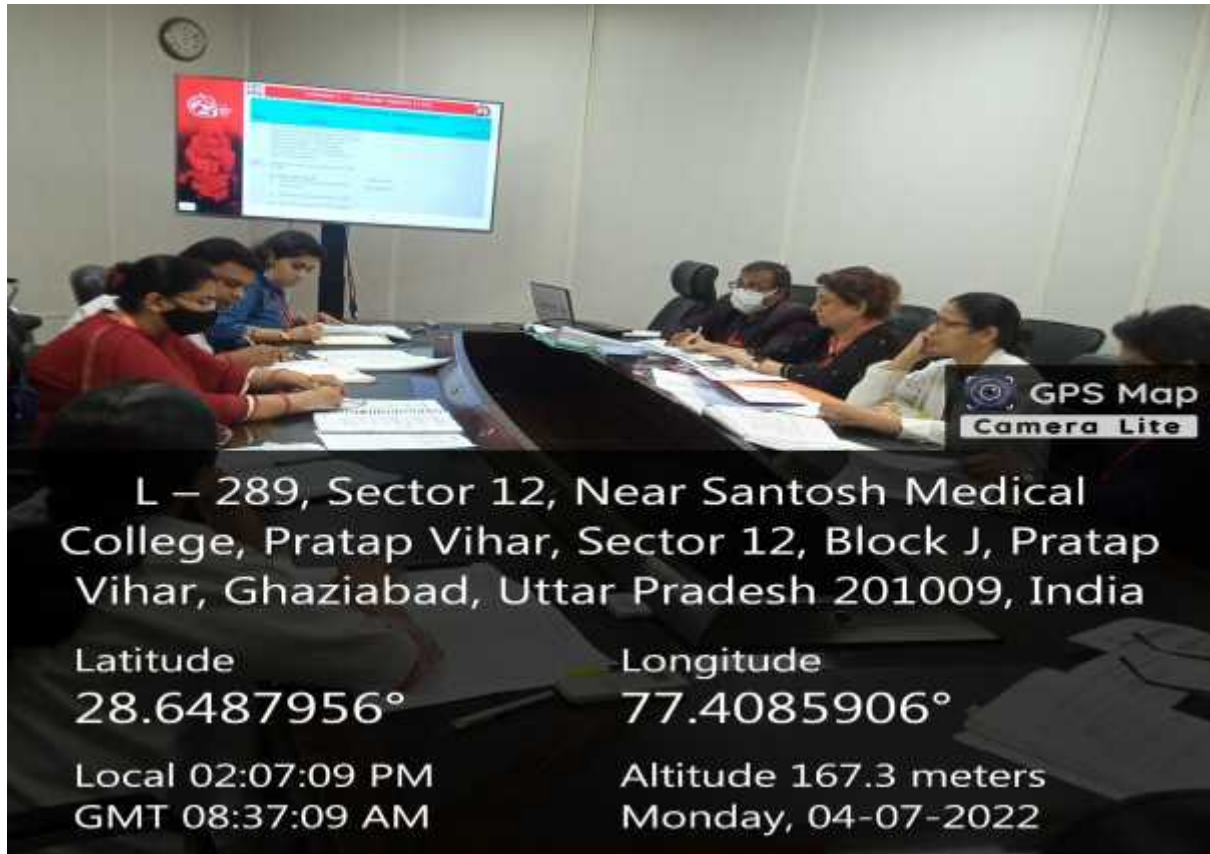 GPS Map
Camera Lite
L – 289, Sector 12, Near Santosh Medical
College, Pratap Vihar, Sector 12, Block J, Pratap
Vihar, Ghaziabad, Uttar Pradesh 201009, India
Latitude
28.6487956°
Longitude
77.4085906°
Local 02:07:09 PM
GMT 08:37:09 AM
Altitude 167.3 meters
Monday, 04-07-2022